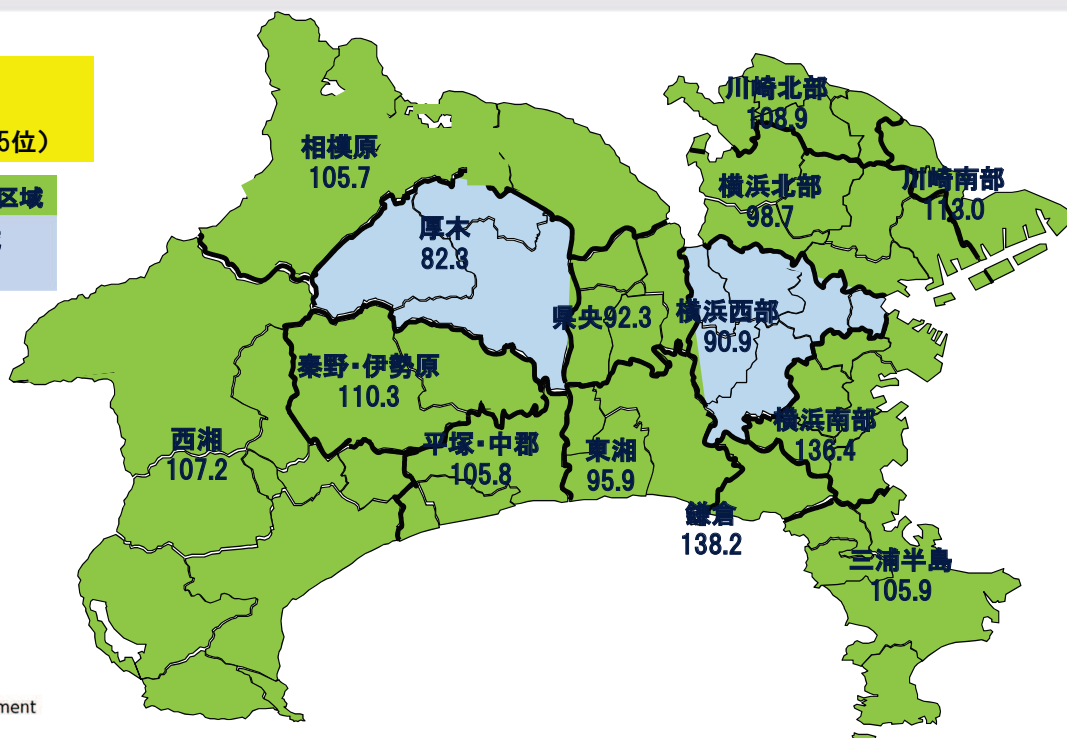 5位）
区域
川崎北部
108.9
相模原
105.7
横浜北部
98.7
川崎南部
113.0
厚木
82.3
県央92.3
横浜西部
90.9
秦野・伊勢原
110.3
横浜南部
136.4
西湘
107.2
平塚・中郡
105.8
東湘
95.9
鎌倉
138.2
三浦半島
105.9
ment